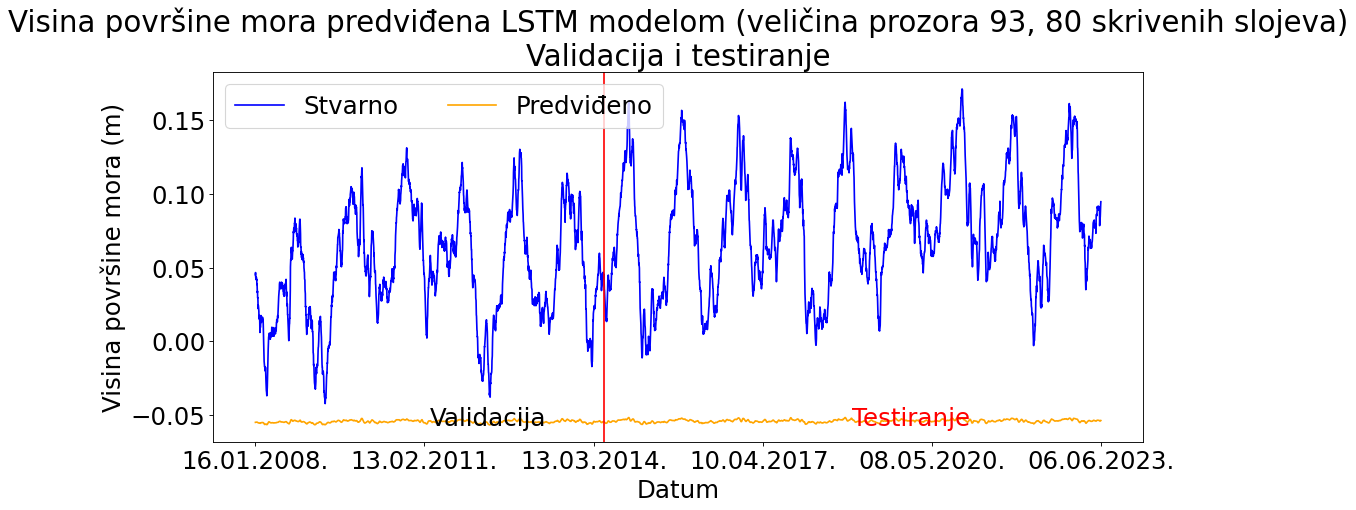 Visina površine mora predviđena LSTM modelom (veličina prozora 93, 80 skrivenih slojeva)
Validacija i testiranje
Stvarno
Predviđeno
Visina površine mora (m)
0.15
0.10
0.05
0.00
−0.05
Validacija
Testiranje
16.01.2008.
13.02.2011.
13.03.2014.
10.04.2017.
08.05.2020.
06.06.2023.
Datum